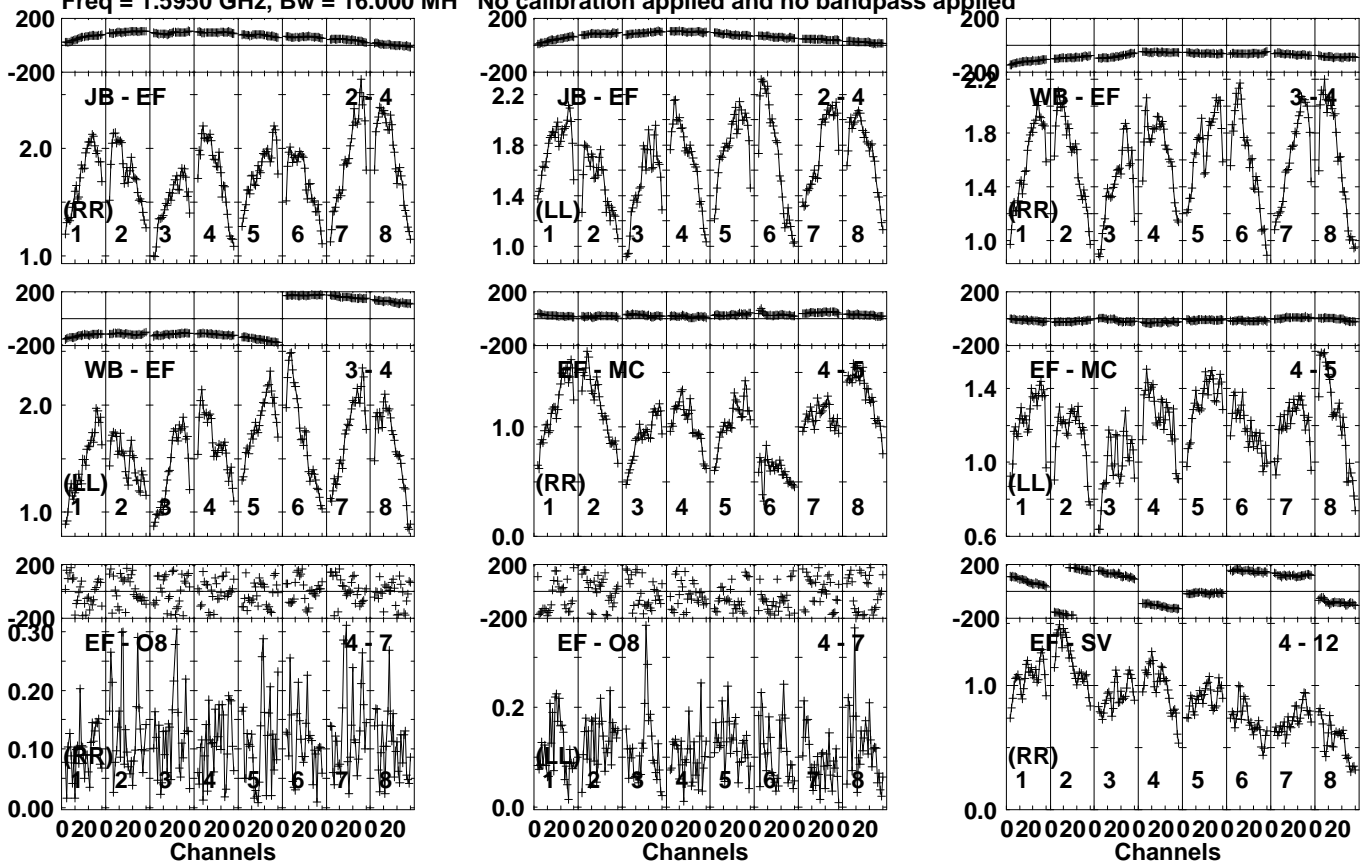 Freq = 1.5950 GHz, Bw = 16.000 MH No calibration applied and no bandpass applied
200
-200
JB - EF
2 - 4
2.0
1.0
(RR)
1 2 3 4 5 6 7 8
200
-200
JB - EF
2 - 4
2.2
1.8
1.4
1.0
(LL)
1 2 3 4 5 6 7 8
200
-200
2.2
WB - EF
3 - 4
1.8
1.4
1.0
(RR)
1 2 3 4 5 6 7 8
200
-200
WB - EF
3 - 4
2.0
1.0
(LL)
1 2 3 4 5 6 7 8
200
-200
EF - MC
4 - 5
1.0
0.0
(RR)
1 2 3 4 5 6 7 8
200
-200
EF - MC
4 - 5
1.4
1.0
0.6
(LL)
1 2 3 4 5 6 7 8
200
-200
0.30
EF - O8
4 - 7
0.20
0.10
0.00
(RR)
1 2 3 4 5 6 7 8
0 20 0 20 0 20 0 20 0 20 0 20 0 20 0 20
Channels
200
-200
EF - O8
4 - 7
0.2
0.0
(LL)
1 2 3 4 5 6 7 8
0 20 0 20 0 20 0 20 0 20 0 20 0 20 0 20
Channels
200
-200
EF - SV
4 - 12
1.0
0.0
(RR)
1 2 3 4 5 6 7 8
0 20 0 20 0 20 0 20 0 20 0 20 0 20 0 20
Channels